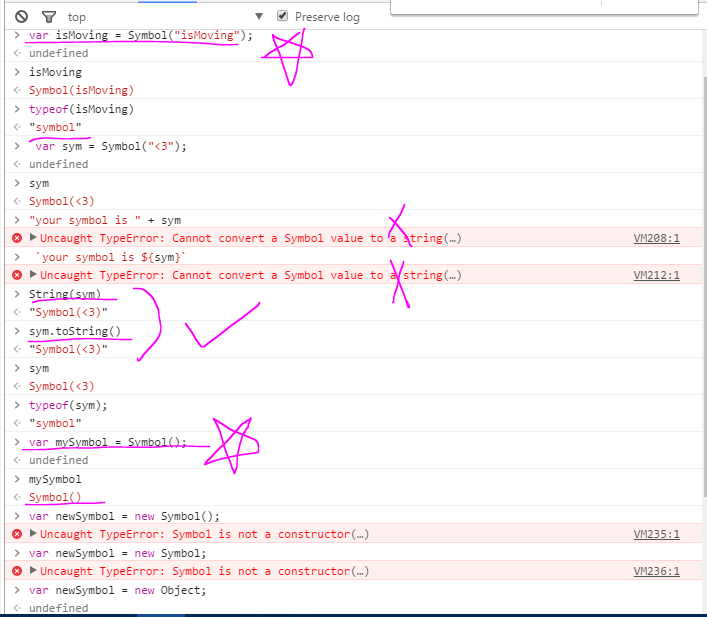 top Preserve log
> var isMoving = Symbol("isMoving");
< undefined
> isMoving
< Symbol(isMoving)
> typeof(isMoving)
< "symbol"
> var sym = Symbol("<3");
< undefined
> sym
< Symbol(<3)
> "your symbol is " + sym
Uncaught TypeError: Cannot convert a Symbol value to a string(…) VM208:1
> `your symbol is ${sym}`
Uncaught TypeError: Cannot convert a Symbol value to a string(…) VM212:1
> String(sym)
< "Symbol(<3)"
> sym.toString()
< "Symbol(<3)"
> sym
< Symbol(<3)
> typeof(sym);
< "symbol"
> var mySymbol = Symbol();
< undefined
> mySymbol
< Symbol()
> var newSymbol = new Symbol();
Uncaught TypeError: Symbol is not a constructor(…) VM235:1
> var newSymbol = new Symbol;
Uncaught TypeError: Symbol is not a constructor(…) VM236:1
> var newSymbol = new Object;
< undefined